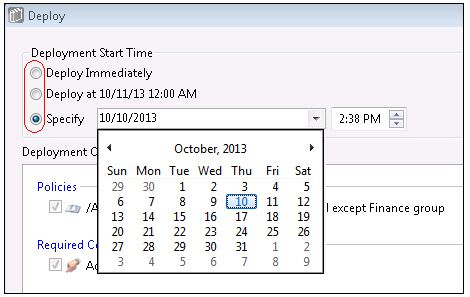 Deploy
Deployment Start Time
Deploy Immediately
Deploy at 10/11/13 12:00 AM
Specify 10/10/2013 2:38 PM
October, 2013
Sun Mon Tue Wed Thu Fri Sat
29 30 1 2 3 4 5
6 7 8 9 10 11 12
13 14 15 16 17 18 19
20 21 22 23 24 25 26
27 28 29 30 31 1 2
3 4 5 6 7 8 9
Deployment O
Policies
/A l except Finance group
Required C
A